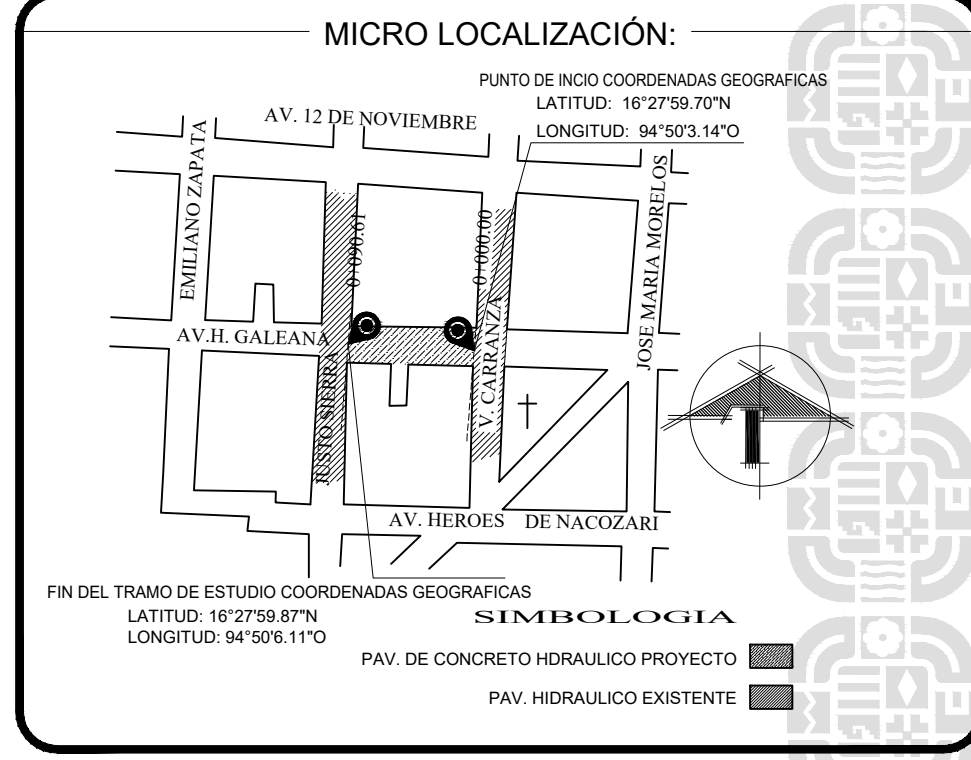 MICRO LOCALIZACIÓN:
PUNTO DE INCIO COORDENADAS GEOGRAFICAS
LATITUD: 16°27'59.70"N
LONGITUD: 94°50'3.14"O
AV. 12 DE NOVIEMBRE
EMILIANO ZAPATA
JOSE MARIA MORELOS
0+090.61
0+000.00
AV.H. GALEANA
JUSTO SIERRA
V. CARRANZA
AV. HEROES DE NACOZARI
FIN DEL TRAMO DE ESTUDIO COORDENADAS GEOGRAFICAS
LATITUD: 16°27'59.87"N
LONGITUD: 94°50'6.11"O
SIMBOLOGIA
PAV. DE CONCRETO HDRAULICO PROYECTO
PAV. HIDRAULICO EXISTENTE